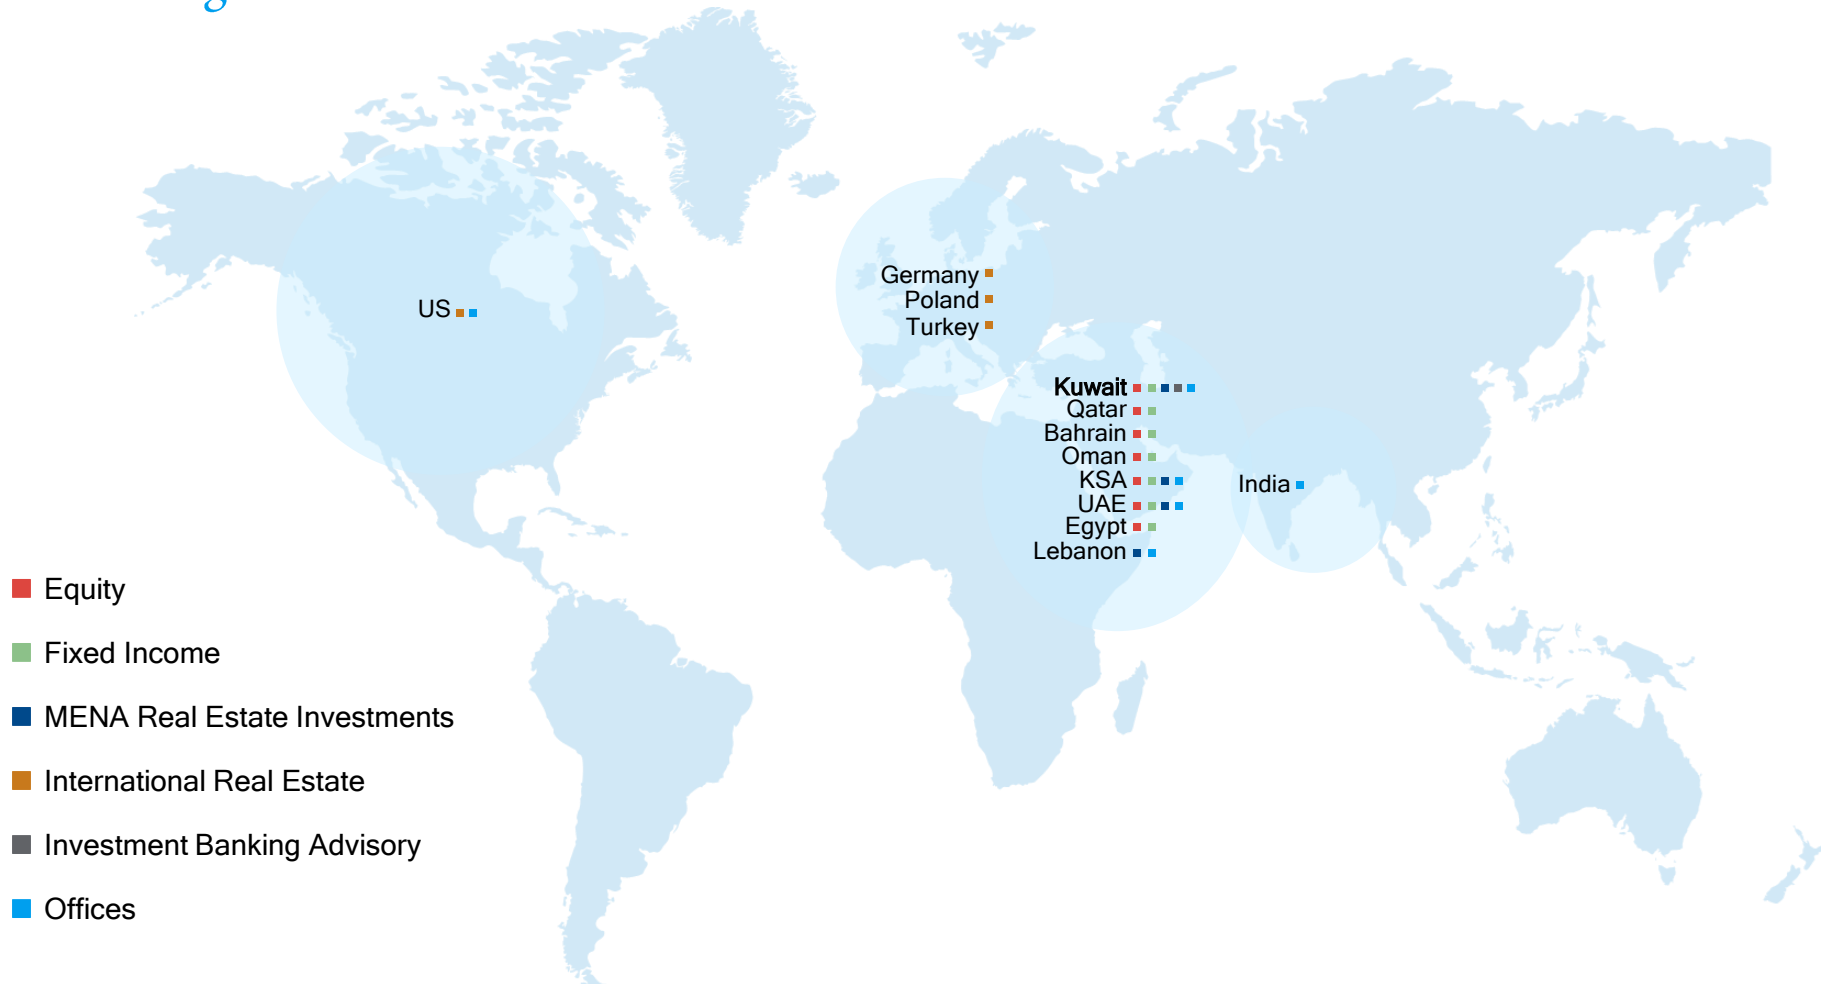 US
Germany
Poland
Turkey
Kuwait
Qatar
Bahrain
Oman
KSA
UAE
Egypt
Lebanon
India
Equity
Fixed Income
MENA Real Estate Investments
International Real Estate
Investment Banking Advisory
Offices